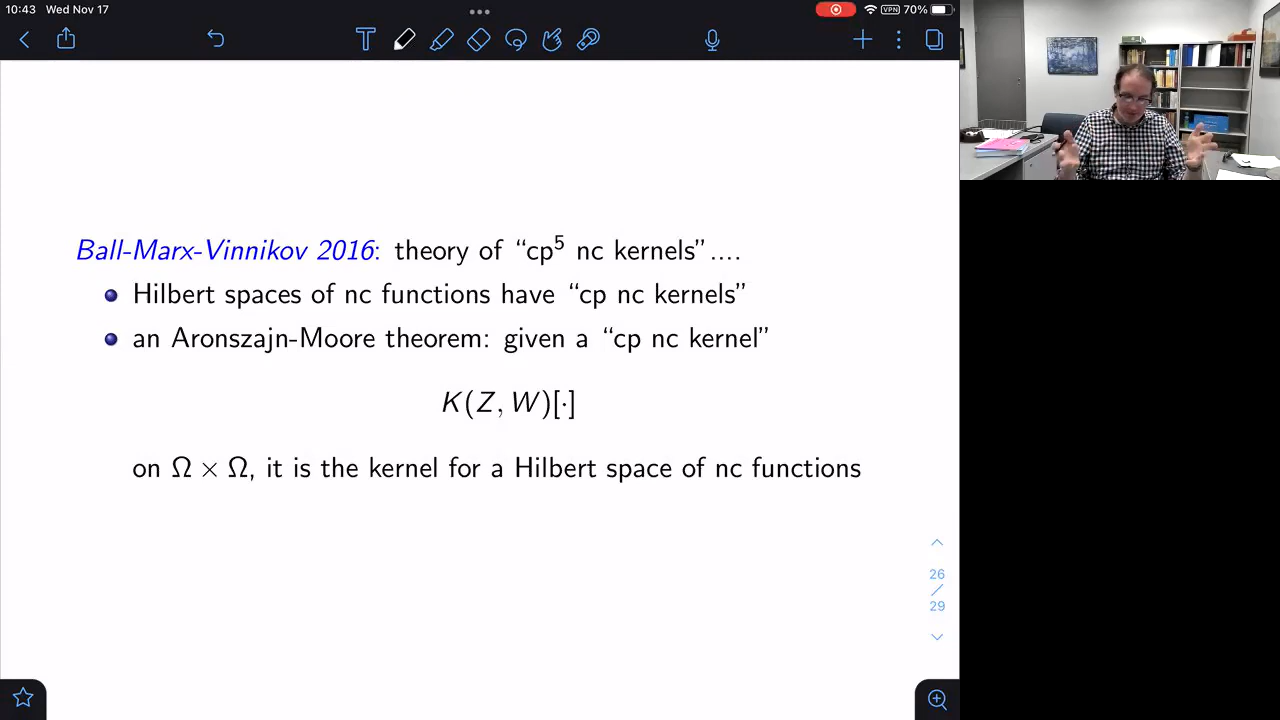 10:43 Wed Nov 17
VPN 70%
Ball-Marx-Vinnikov 2016: theory of “cp⁵ nc kernels”....
Hilbert spaces of nc functions have “cp nc kernels”
an Aronszajn-Moore theorem: given a “cp nc kernel”
K(Z, W)[·]
on Ω × Ω, it is the kernel for a Hilbert space of nc functions
26
/
29